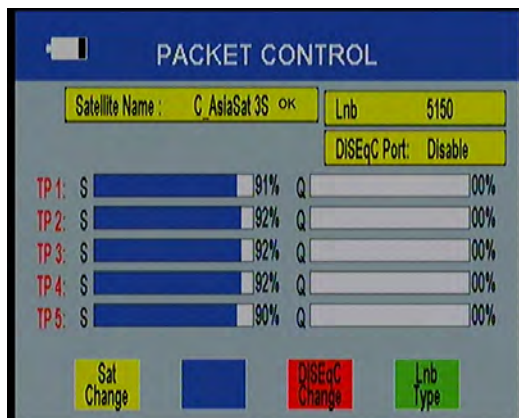 PACKET CONTROL
Satellite Name : C_AsiaSat 3S OK
Lnb 5150
DISEqC Port: Disable
TP 1: S 91% Q 00%
TP 2: S 92% Q 00%
TP 3: S 92% Q 00%
TP 4: S 92% Q 00%
TP 5: S 90% Q 00%
Sat Change
DISEqC Change
Lnb Type